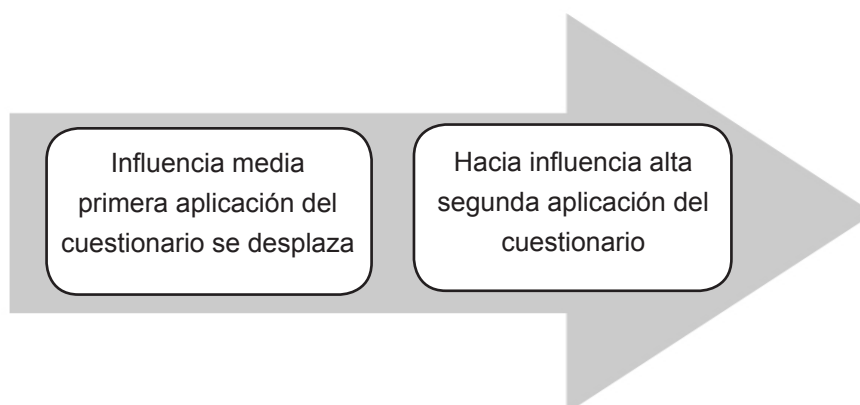 Influencia media
primera aplicación del
cuestionario se desplaza
Hacia influencia alta
segunda aplicación del
cuestionario